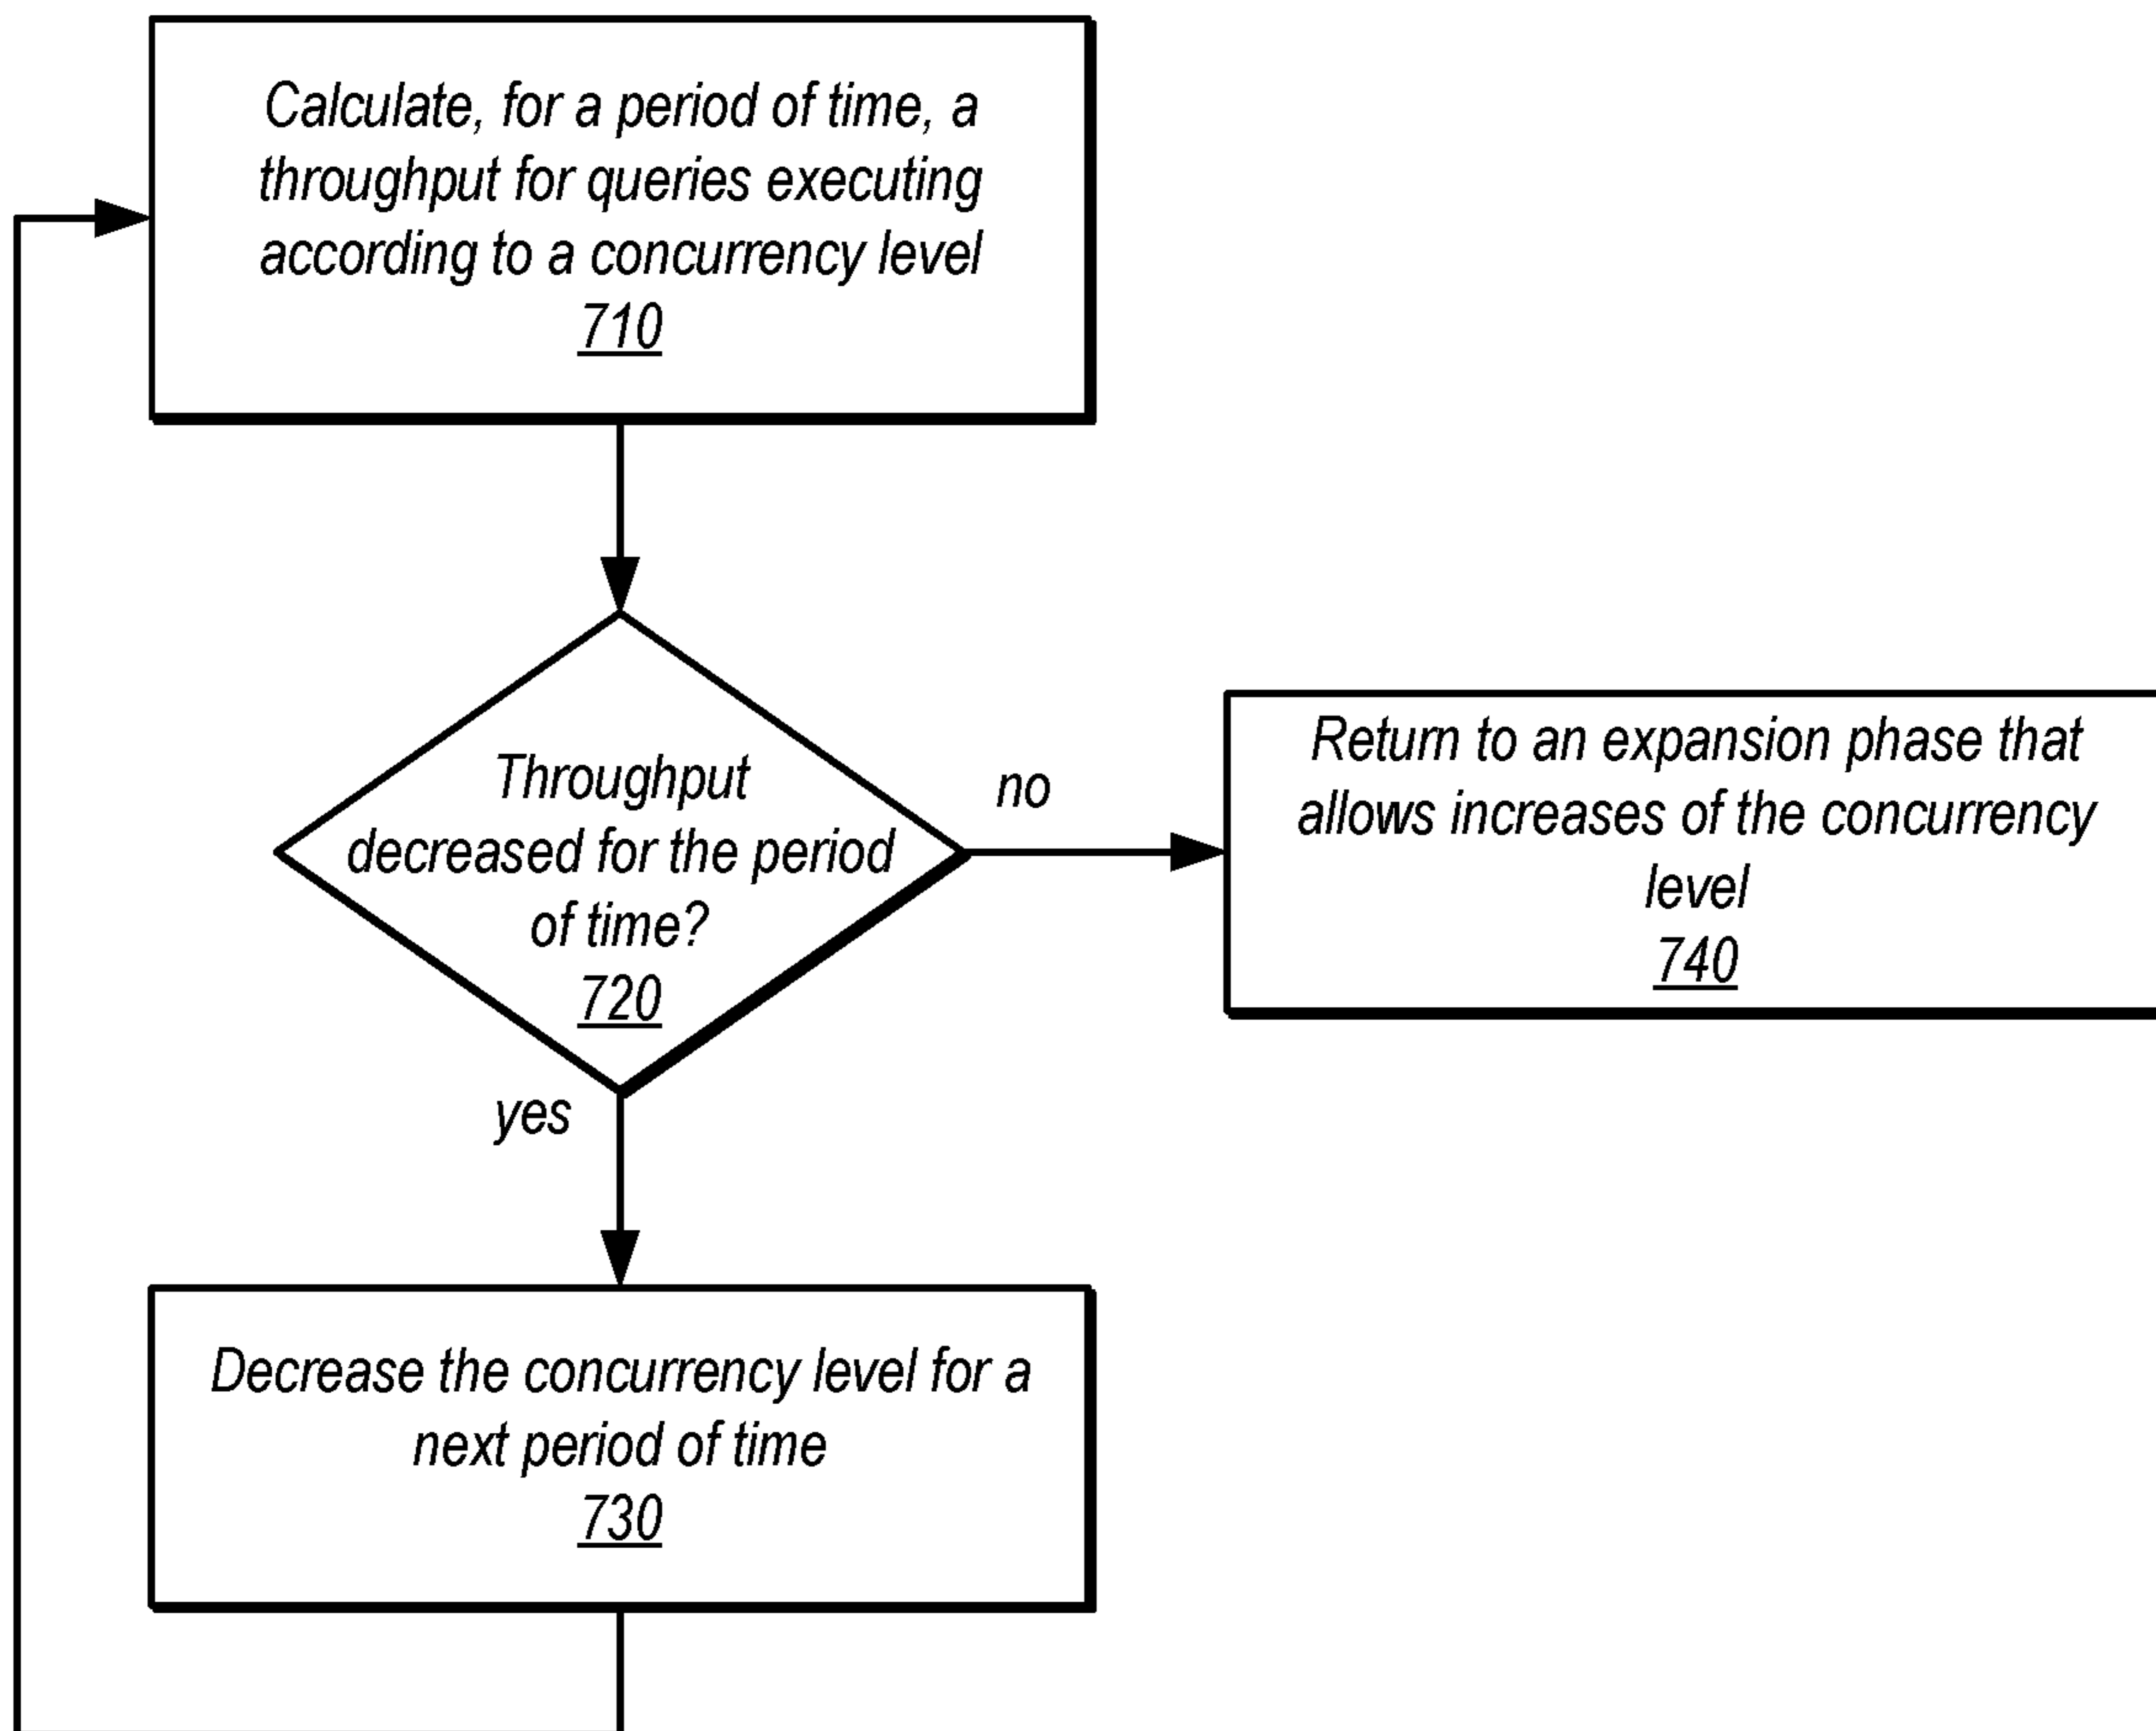 Calculate, for a period of time, a
throughput for queries executing
according to a concurrency level
710
Throughput
decreased for the period
of time?
720
no
Return to an expansion phase that
allows increases of the concurrency
level
740
yes
Decrease the concurrency level for a
next period of time
730